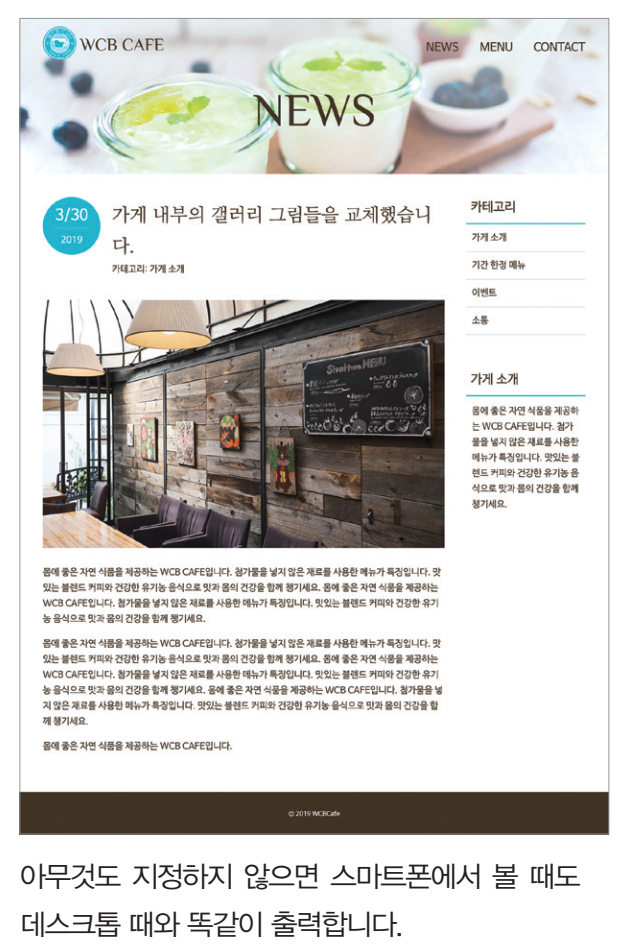 WCB CAFE
NEWS MENU CONTACT
NEWS
3/30
2019
가게 내부의 갤러리 그림들을 교체했습니
다.
카테고리: 가게 소개
카테고리
가게 소개
기간 한정 메뉴
이벤트
소통
가게 소개
몸에 좋은 자연 식품을 제공하
는 WCB CAFE입니다. 첨가
물을 넣지 않은 재료를 사용한
메뉴가 특징입니다. 맛있는 블
렌드 커피와 건강한 유기농 음
식으로 맛과 몸의 건강을 함께
챙기세요.
몸에 좋은 자연 식품을 제공하는 WCB CAFE입니다. 첨가물을 넣지 않은 재료를 사용한 메뉴가 특징입니다. 맛
있는 블렌드 커피와 건강한 유기농 음식으로 맛과 몸의 건강을 함께 챙기세요. 몸에 좋은 자연 식품을 제공하는
WCB CAFE입니다. 첨가물을 넣지 않은 재료를 사용한 메뉴가 특징입니다. 맛있는 블렌드 커피와 건강한 유기
농 음식으로 맛과 몸의 건강을 함께 챙기세요.
몸에 좋은 자연 식품을 제공하는 WCB CAFE입니다. 첨가물을 넣지 않은 재료를 사용한 메뉴가 특징입니다. 맛
있는 블렌드 커피와 건강한 유기농 음식으로 맛과 몸의 건강을 함께 챙기세요. 몸에 좋은 자연 식품을 제공하는
WCB CAFE입니다. 첨가물을 넣지 않은 재료를 사용한 메뉴가 특징입니다. 맛있는 블렌드 커피와 건강한 유기
농 음식으로 맛과 몸의 건강을 함께 챙기세요. 몸에 좋은 자연 식품을 제공하는 WCB CAFE입니다. 첨가물을 넣
지 않은 재료를 사용한 메뉴가 특징입니다. 맛있는 블렌드 커피와 건강한 유기농 음식으로 맛과 몸의 건강을 함
께 챙기세요.
몸에 좋은 자연 식품을 제공하는 WCB CAFE입니다.
© 2019 WCBCafe
아무것도 지정하지 않으면 스마트폰에서 볼 때도
데스크톱 때와 똑같이 출력합니다.